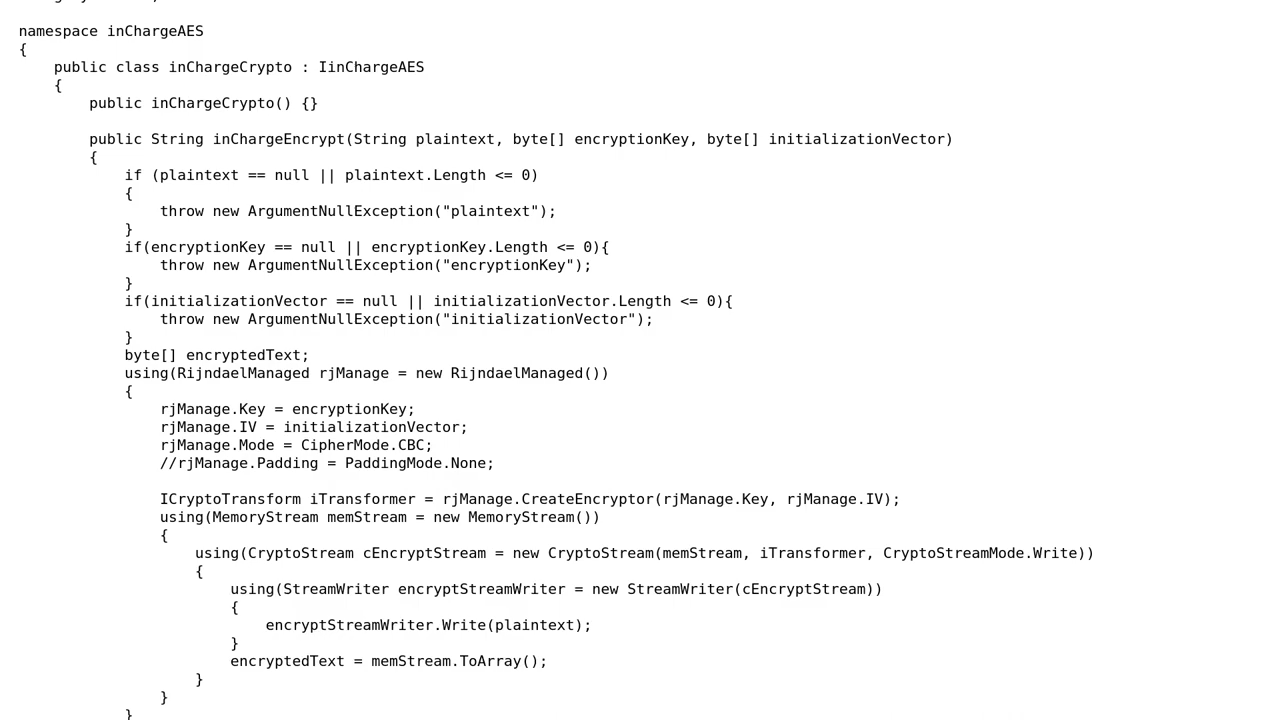 namespace inChargeAES
{
    public class inChargeCrypto : IinChargeAES
    {
        public inChargeCrypto() {}

        public String inChargeEncrypt(String plaintext, byte[] encryptionKey, byte[] initializationVector)
        {
            if (plaintext == null || plaintext.Length <= 0)
            {
                throw new ArgumentNullException("plaintext");
            }
            if(encryptionKey == null || encryptionKey.Length <= 0){
                throw new ArgumentNullException("encryptionKey");
            }
            if(initializationVector == null || initializationVector.Length <= 0){
                throw new ArgumentNullException("initializationVector");
            }
            byte[] encryptedText;
            using(RijndaelManaged rjManage = new RijndaelManaged())
            {
                rjManage.Key = encryptionKey;
                rjManage.IV = initializationVector;
                rjManage.Mode = CipherMode.CBC;
                //rjManage.Padding = PaddingMode.None;

                ICryptoTransform iTransformer = rjManage.CreateEncryptor(rjManage.Key, rjManage.IV);
                using(MemoryStream memStream = new MemoryStream())
                {
                    using(CryptoStream cEncryptStream = new CryptoStream(memStream, iTransformer, CryptoStreamMode.Write))
                    {
                        using(StreamWriter encryptStreamWriter = new StreamWriter(cEncryptStream))
                        {
                            encryptStreamWriter.Write(plaintext);
                        }
                        encryptedText = memStream.ToArray();
                    }
                }
            }